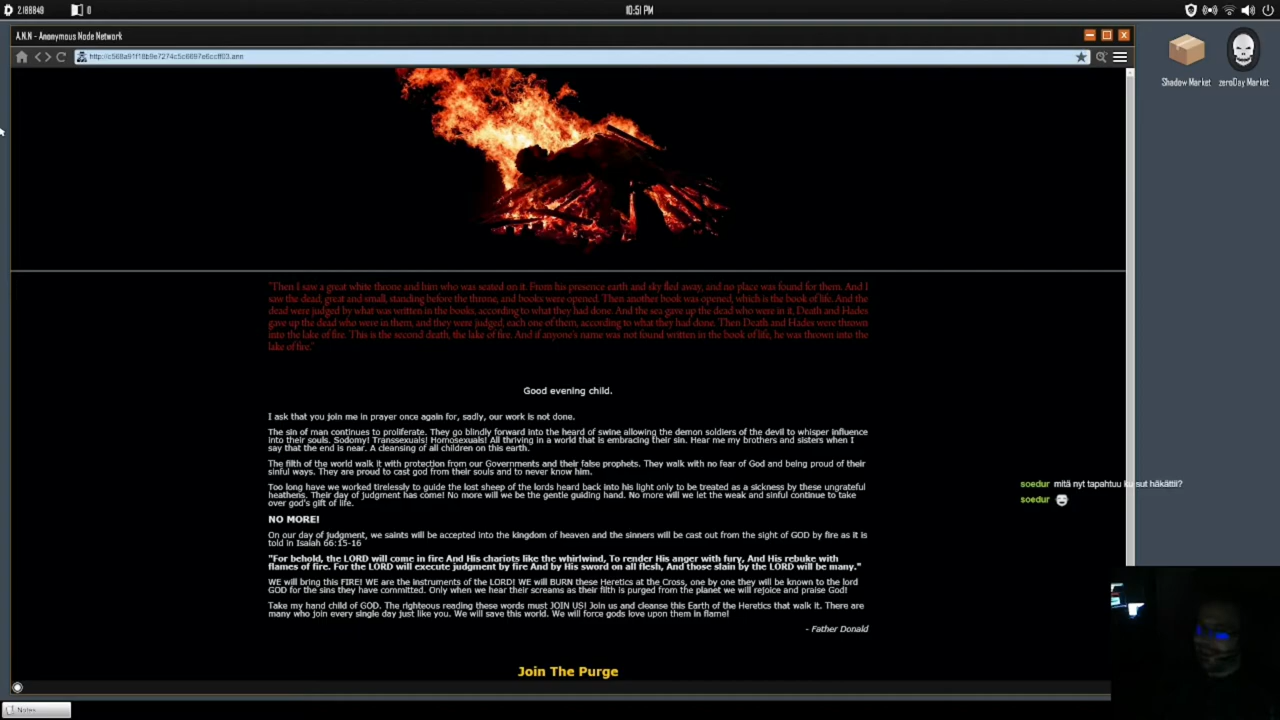 2.188848
0
10:51 PM
A.N.N - Anonymous Node Network
http://c568a91f18b9e7274c5c6697e6ccff03.ann
Shadow Market
zeroDay Market
"Then I saw a great white throne and him who was seated on it. From his presence earth and sky fled away, and no place was found for them. And I
saw the dead, great and small, standing before the throne, and books were opened. Then another book was opened, which is the book of life. And the
dead were judged by what was written in the books, according to what they had done. And the sea gave up the dead who were in it, Death and Hades
gave up the dead who were in them, and they were judged, each one of them, according to what they had done. Then Death and Hades were thrown
into the lake of fire. This is the second death, the lake of fire. And if anyone's name was not found written in the book of life, he was thrown into the
lake of fire."
Good evening child.
I ask that you join me in prayer once again for, sadly, our work is not done.
The sin of man continues to proliferate. They go blindly forward into the heard of swine allowing the demon soldiers of the devil to whisper influence
into their souls. Sodomy! Transsexuals! Homosexuals! All thriving in a world that is embracing their sin. Hear me my brothers and sisters when I
say that the end is near. A cleansing of all children on this earth.
The filth of the world walk it with protection from our Governments and their false prophets. They walk with no fear of God and being proud of their
sinful ways. They are proud to cast god from their souls and to never know him.
Too long have we worked tirelessly to guide the lost sheep of the lords heard back into his light only to be treated as a sickness by these ungrateful
heathens. Their day of judgment has come! No more will we be the gentle guiding hand. No more will we let the weak and sinful continue to take
over god's gift of life.
soedur mitä nyt tapahtuu ku sut häkättii?
soedur
NO MORE!
On our day of judgment, we saints will be accepted into the kingdom of heaven and the sinners will be cast out from the sight of GOD by fire as it is
told in Isaiah 66:15-16
"For behold, the LORD will come in fire And His chariots like the whirlwind, To render His anger with fury, And His rebuke with
flames of fire. For the LORD will execute judgment by fire And by His sword on all flesh, And those slain by the LORD will be many."
WE will bring this FIRE! WE are the instruments of the LORD! WE will BURN these Heretics at the Cross, one by one they will be known to the lord
GOD for the sins they have committed. Only when we hear their screams as their filth is purged from the planet we will rejoice and praise God!
Take my hand child of GOD. The righteous reading these words must JOIN US! Join us and cleanse this Earth of the Heretics that walk it. There are
many who join every single day just like you. We will save this world. We will force gods love upon them in flame!
- Father Donald
Join The Purge
Notes